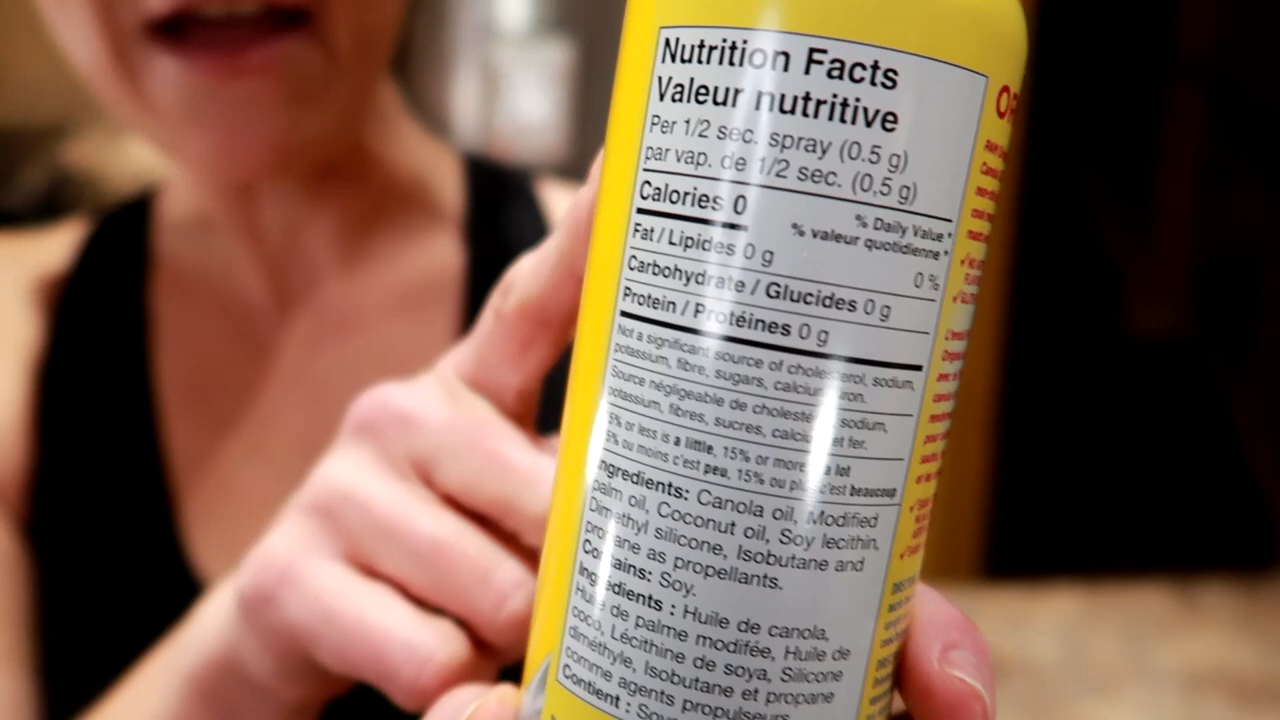 Nutrition Facts
Valeur nutritive
Per 1/2 sec. spray (0.5 g)
par vap. de 1/2 sec. (0,5 g)
Calories 0
% Daily Value *
% valeur quotidienne *
Fat / Lipides 0 g
0 %
Carbohydrate / Glucides 0 g
Protein / Protéines 0 g
Not a significant source of cholesterol, sodium,
potassium, fibre, sugars, calcium iron.
Source négligeable de cholesté sodium,
potassium, fibres, sucres, calcium et fer.
5% or less is a little, 15% or more a lot
5% ou moins c'est peu, 15% ou plus c'est beaucoup
Ingredients: Canola oil, Modified
palm oil, Coconut oil, Soy lecithin,
Dimethyl silicone, Isobutane and
propane as propellants.
Contains: Soy.
Ingrédients : Huile de canola,
Huile de palme modifée, Huile de
coco, Lécithine de soya, Silicone
diméthyle, Isobutane et propane
comme agents propulseurs.
Contient : Soya